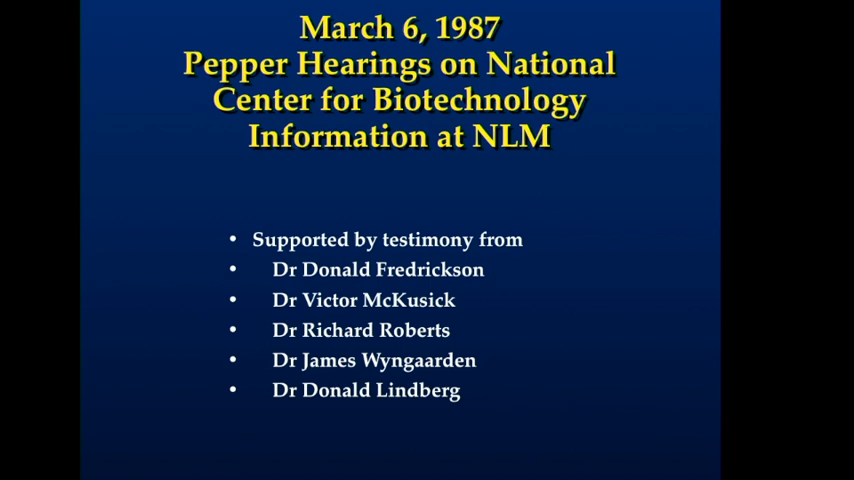 March 6, 1987
Pepper Hearings on National
Center for Biotechnology
Information at NLM
• Supported by testimony from
• Dr Donald Fredrickson
• Dr Victor McKusick
• Dr Richard Roberts
• Dr James Wyngaarden
• Dr Donald Lindberg